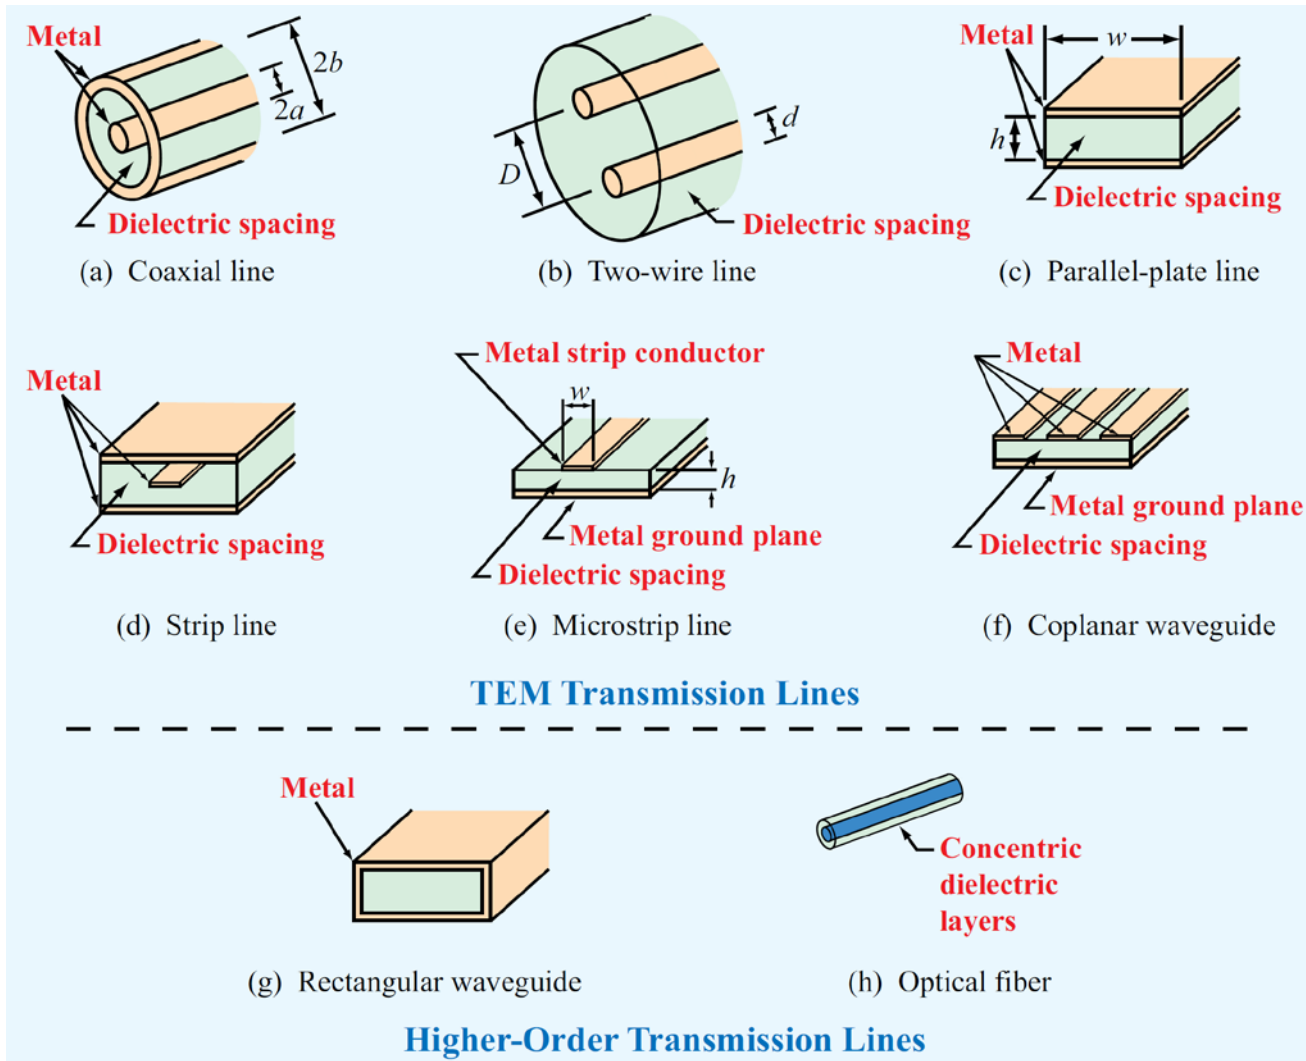 Metal
2b
2a
Dielectric spacing
(a) Coaxial line
D
d
Dielectric spacing
(b) Two-wire line
Metal
w
h
Dielectric spacing
(c) Parallel-plate line
Metal
Dielectric spacing
(d) Strip line
Metal strip conductor
w
h
Metal ground plane
Dielectric spacing
(e) Microstrip line
Metal
Metal ground plane
Dielectric spacing
(f) Coplanar waveguide
TEM Transmission Lines
Metal
(g) Rectangular waveguide
Concentric
dielectric
layers
(h) Optical fiber
Higher-Order Transmission Lines